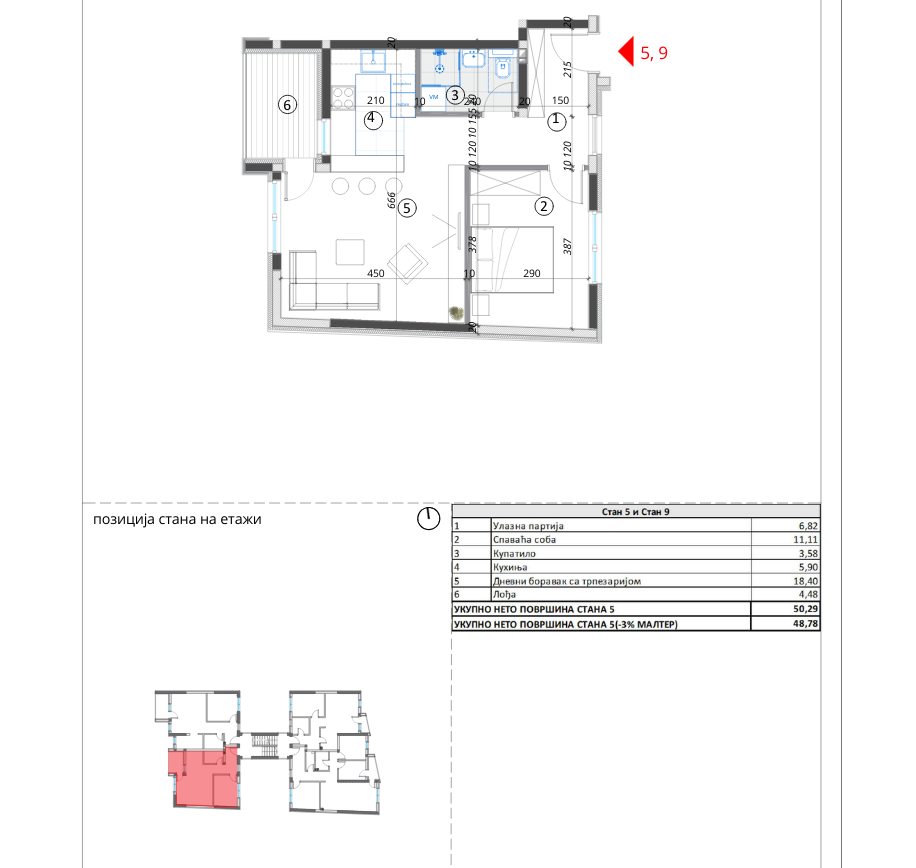 20
5, 9
20
215
6
210
10
3
20
150
VM
4
1
10 120 10 155
10 120
666
5
2
378
387
450
10
290
20
позиција стана на етажи
Стан 5 и Стан 9
1 Улазна партија 6,82
2 Спаваћа соба 11,11
3 Купатило 3,58
4 Кухиња 5,90
5 Дневни боравак са трпезаријом 18,40
6 Лођа 4,48
УКУПНО НЕТО ПОВРШИНА СТАНА 5 50,29
УКУПНО НЕТО ПОВРШИНА СТАНА 5(-3% МАЛТЕР) 48,78